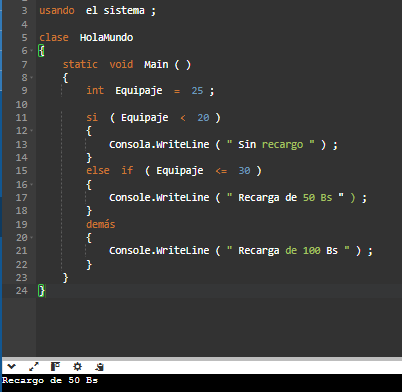 3 usando el sistema ;
4
5 clase HolaMundo
6 {
7 static void Main ( )
8 {
9 int Equipaje = 25 ;
10
11 si ( Equipaje < 20 )
12 {
13 Consola.WriteLine ( " Sin recargo " ) ;
14 }
15 else if ( Equipaje <= 30 )
16 {
17 Console.WriteLine ( " Recarga de 50 Bs " ) ;
18 }
19 demás
20 {
21 Console.WriteLine ( " Recarga de 100 Bs " ) ;
22 }
23 }
24 }
Recargo de 50 Bs